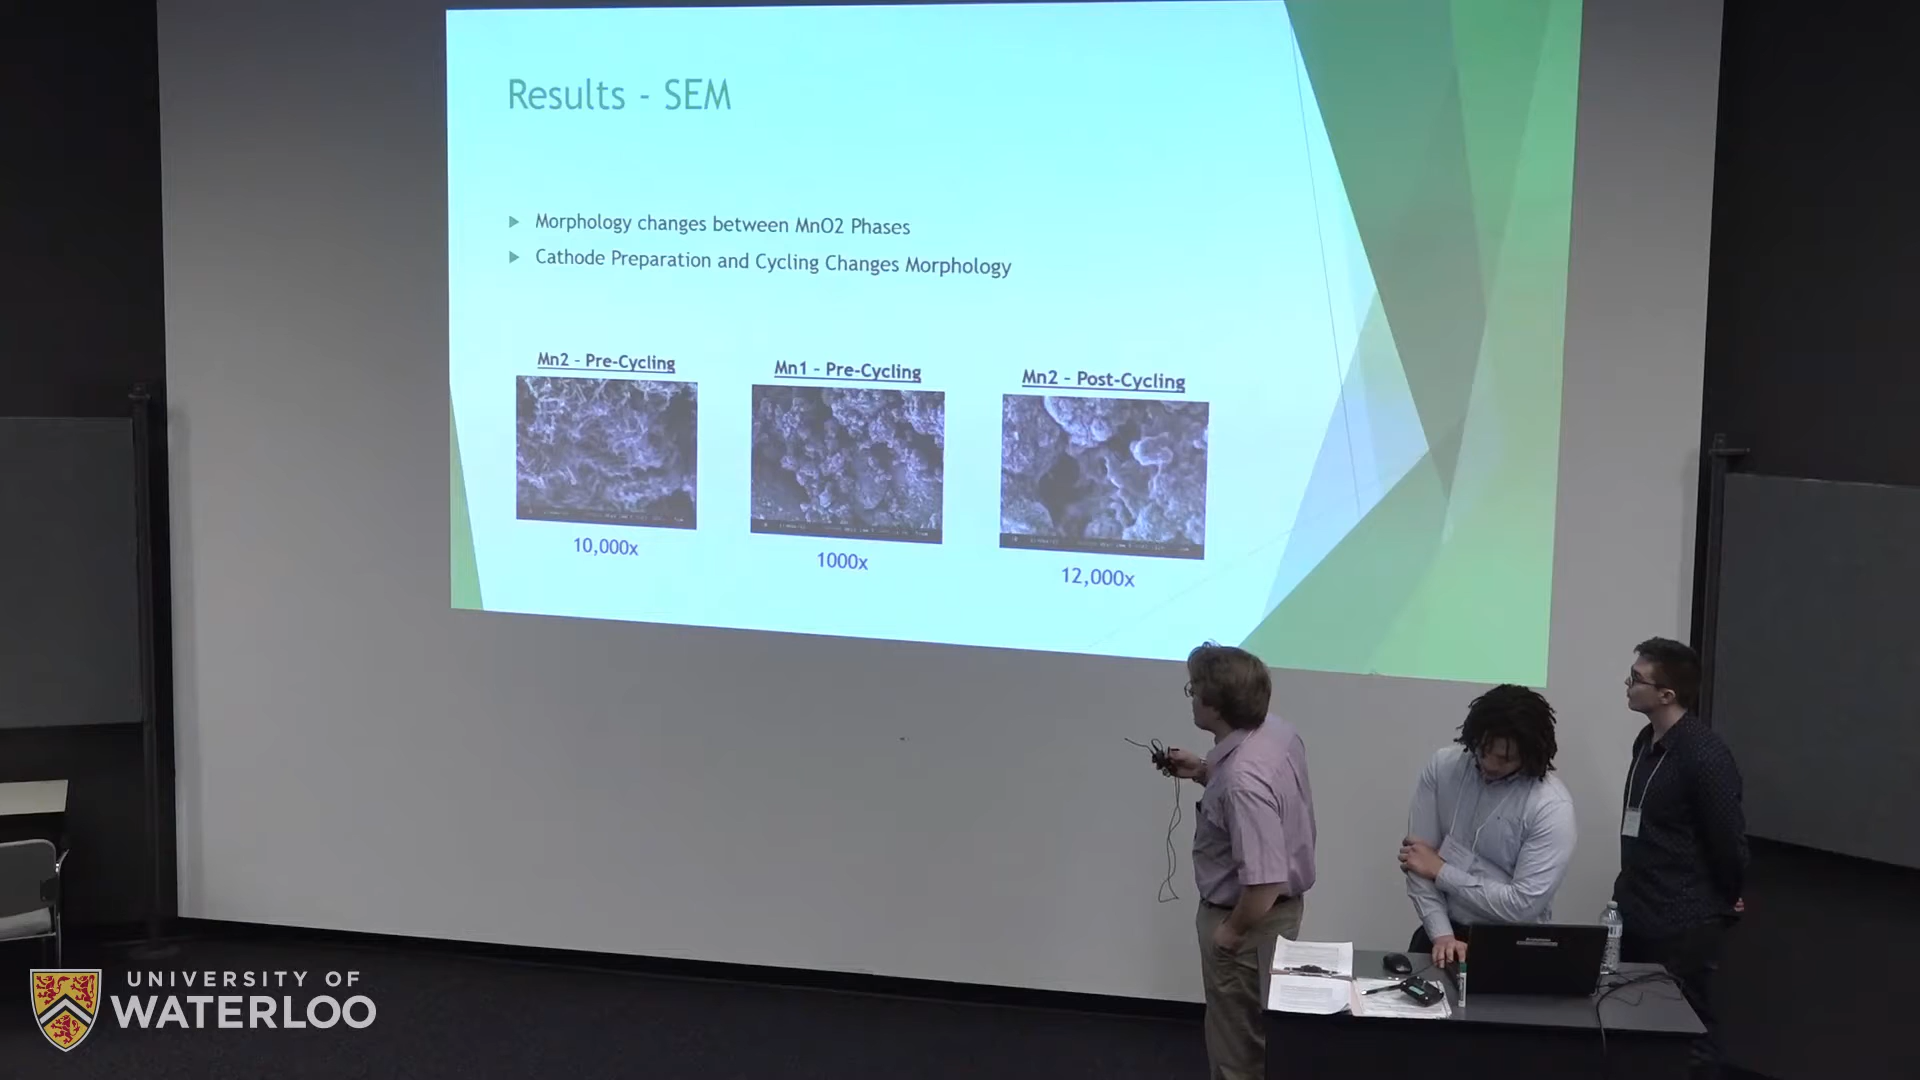 Results - SEM
Morphology changes between MnO2 Phases
Cathode Preparation and Cycling Changes Morphology
Mn2 - Pre-Cycling
Mn1 - Pre-Cycling
Mn2 - Post-Cycling
10,000x
1000x
12,000x
UNIVERSITY OF
WATERLOO